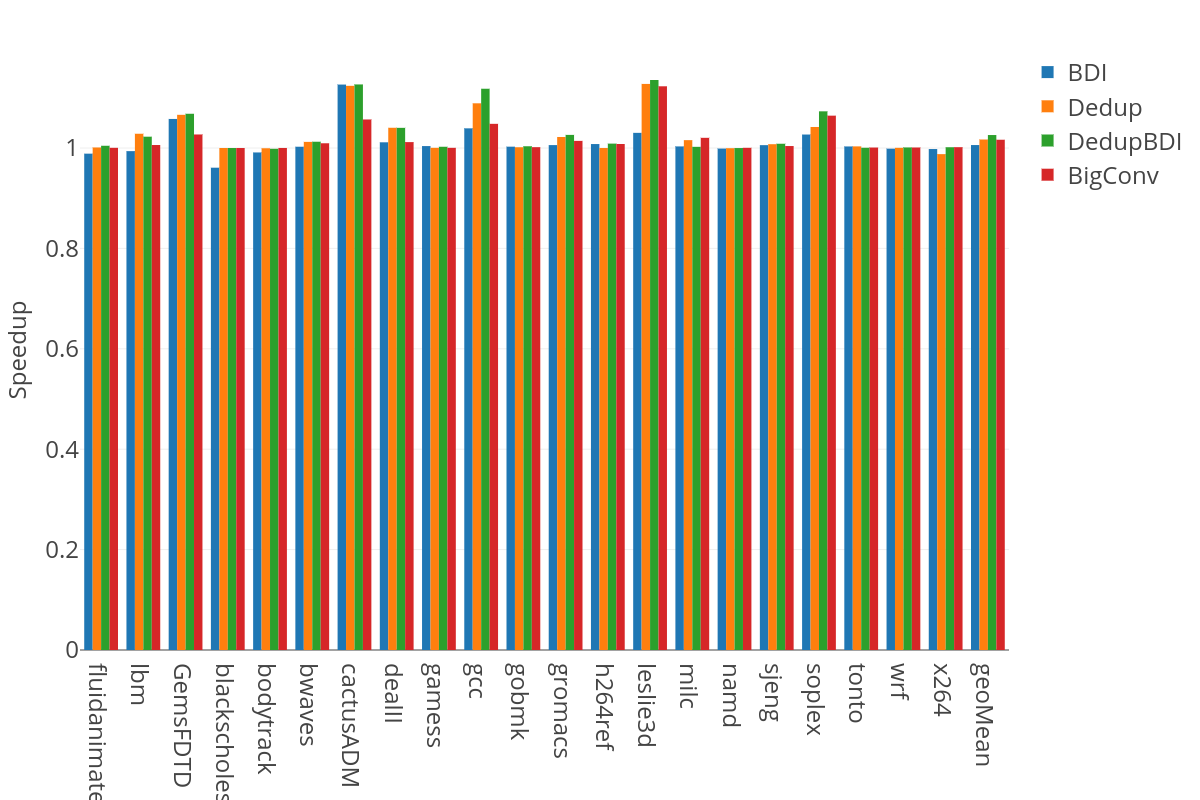 BDI
Dedup
DedupBDI
BigConv
Speedup
1
0.8
0.6
0.4
0.2
0
fluidanimate
lbm
GemsFDTD
blackscholes
bodytrack
bwaves
cactusADM
dealII
gamess
gcc
gobmk
gromacs
h264ref
leslie3d
milc
namd
sjeng
soplex
tonto
wrf
x264
geoMean